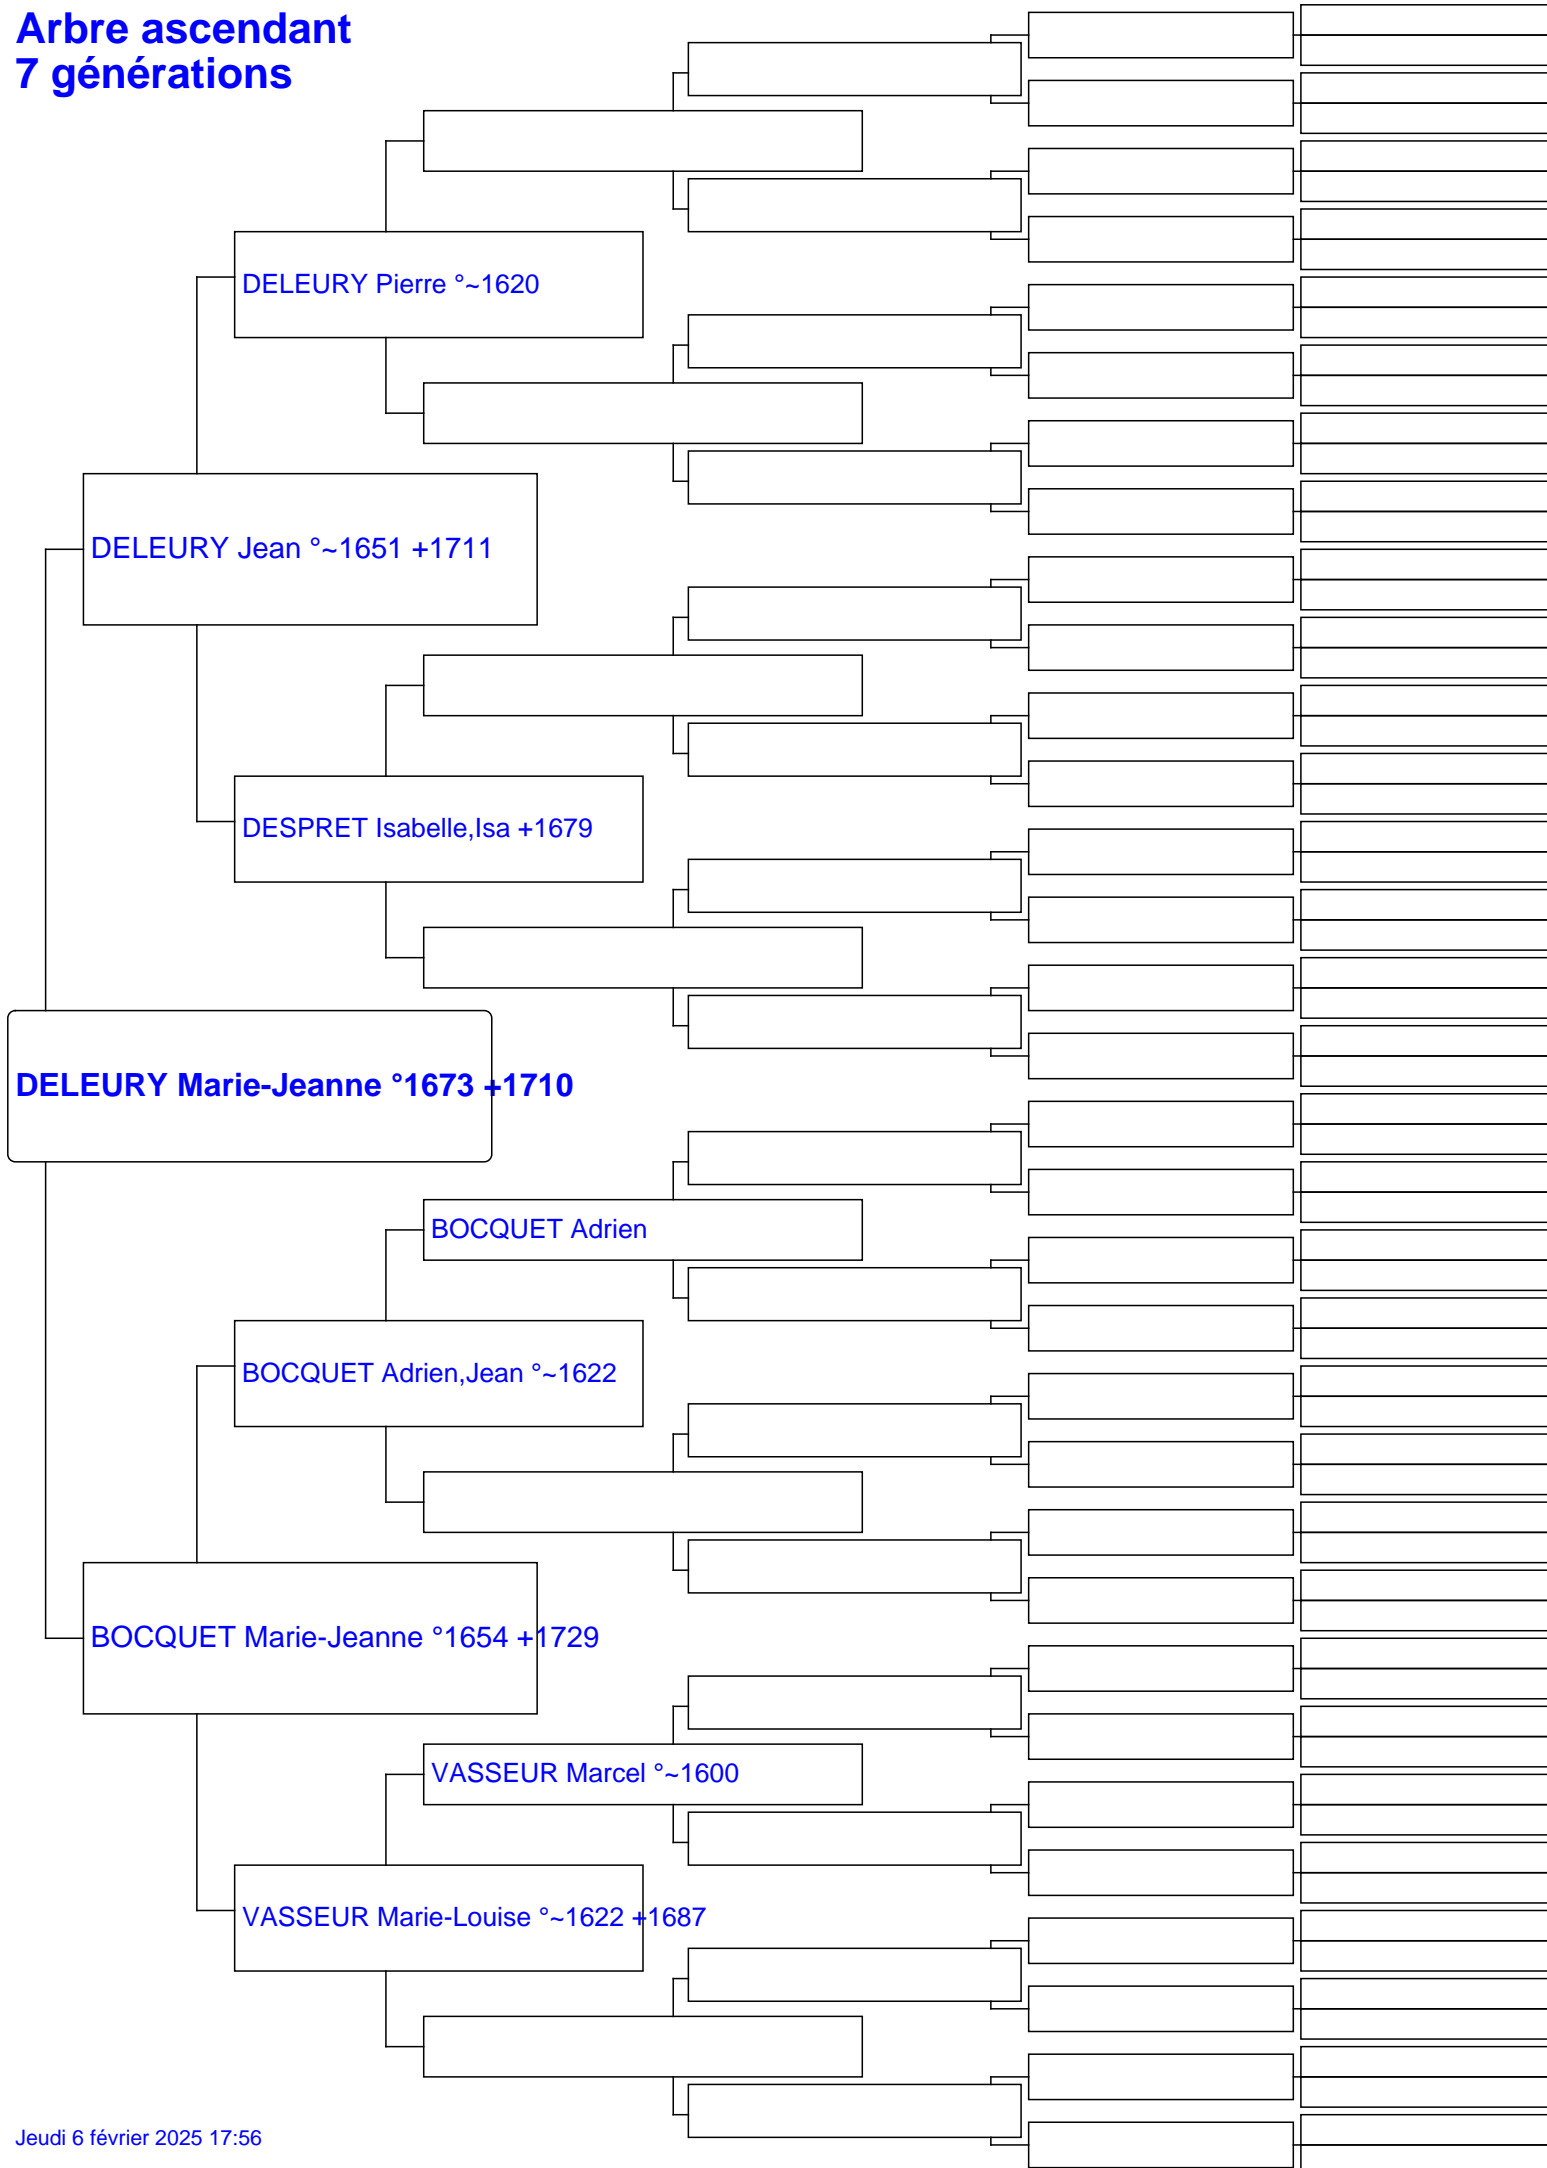 Arbre ascendant
7 générations
DELEURY Pierre °~1620
DELEURY Jean °~1651 +1711
DESPRET Isabelle,Isa +1679
DELEURY Marie-Jeanne °1673 +1710
BOCQUET Adrien
BOCQUET Adrien,Jean °~1622
BOCQUET Marie-Jeanne °1654 +1729
VASSEUR Marcel °~1600
VASSEUR Marie-Louise °~1622 +1687
Jeudi 6 février 2025 17:56